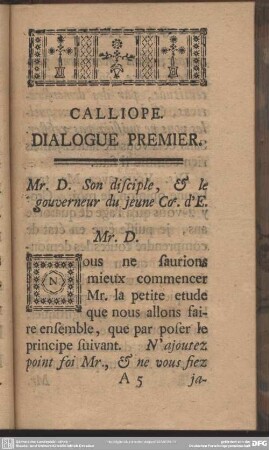 CALLIOPE.
DIALOGUE PREMIER.
Mr. D. Son disciple, & le
gouverneur du jeune Co. d'E.
Mr. D.
Nous ne saurions
mieux commencer
Mr. la petite etude
que nous allons fai-
re ensemble, que par poser le
principe suivant. N'ajoutez
point foi Mr., & ne vous fiez
A 5 ja-